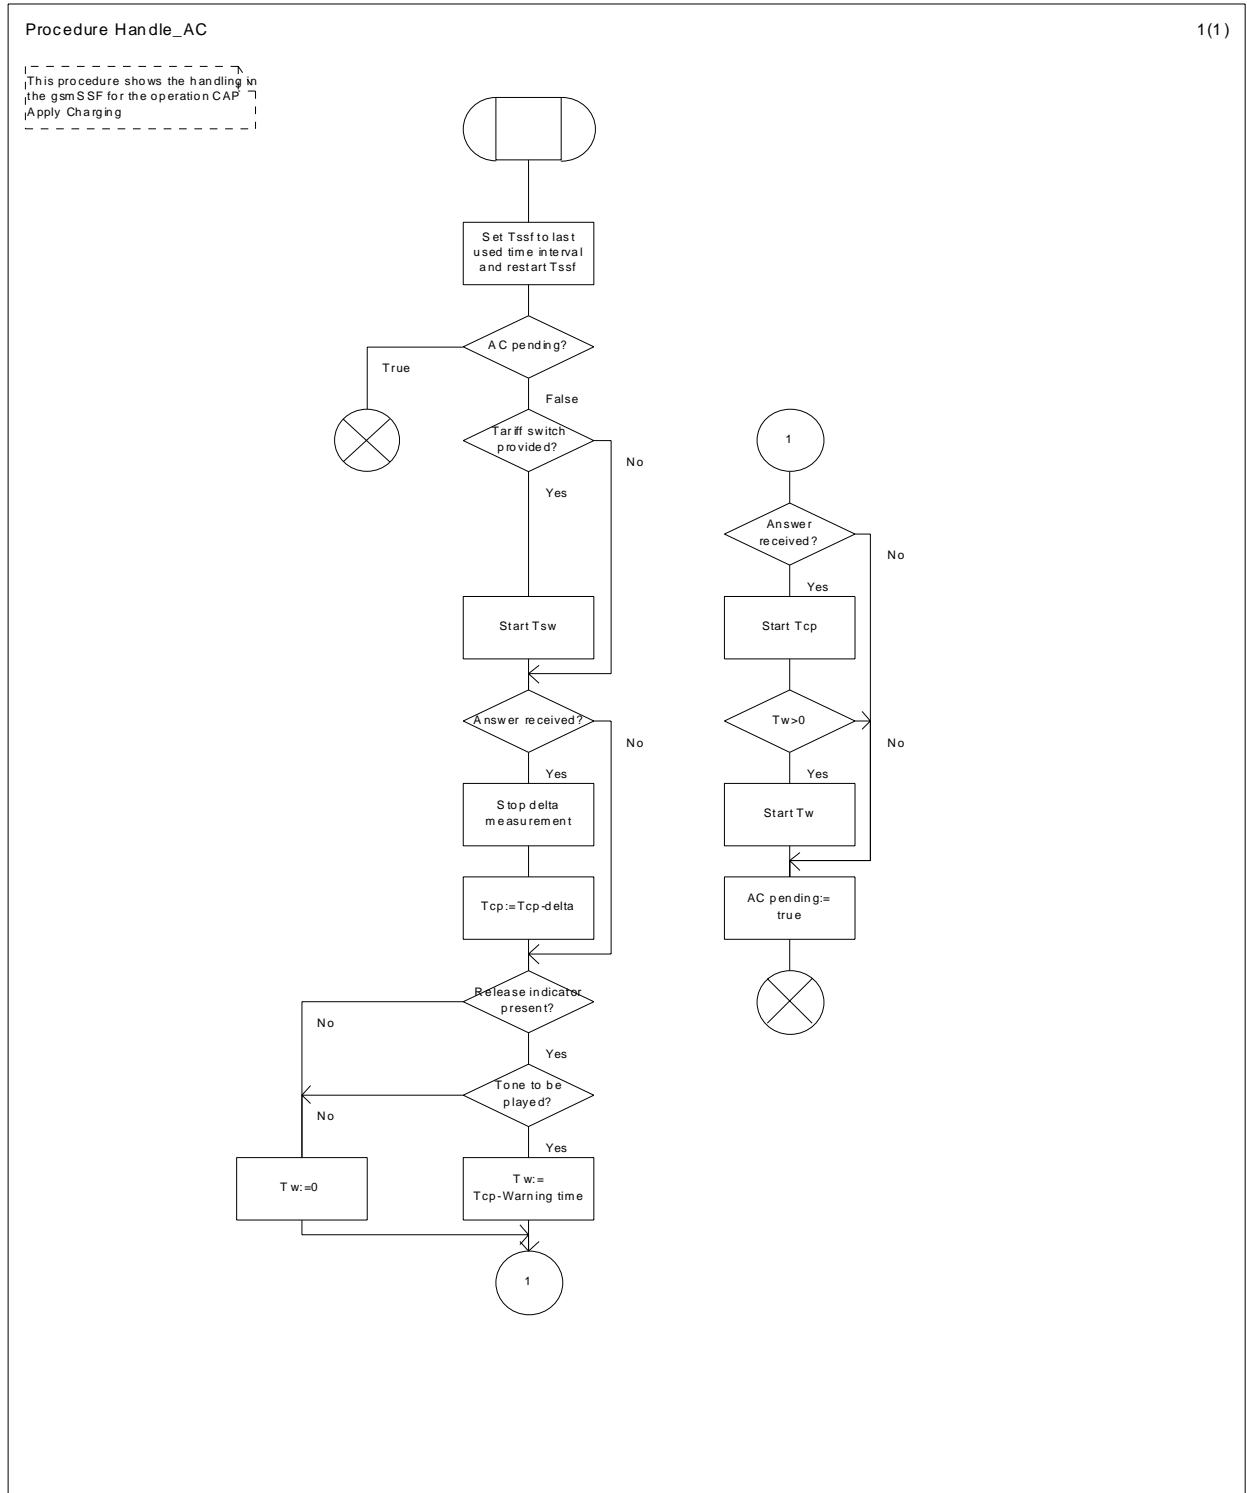 Procedure Handle_AC
1(1)
This procedure shows the handling in
the gsmSSF for the operation CAP
Apply Charging
Set Tssf to last
used time interval
and restart Tssf
AC pending?
True
False
Tariff switch
provided?
No
Yes
Start Tsw
Answer received?
No
Yes
Stop delta
measurement
Tcp:=Tcp-delta
Release indicator
present?
No
Yes
Tone to be
played?
No
Yes
Tw:=0
Tw:=
Tcp-Warning time
1
1
Answer
received?
No
Yes
Start Tcp
Tw>0
No
Yes
Start Tw
AC pending:=
true